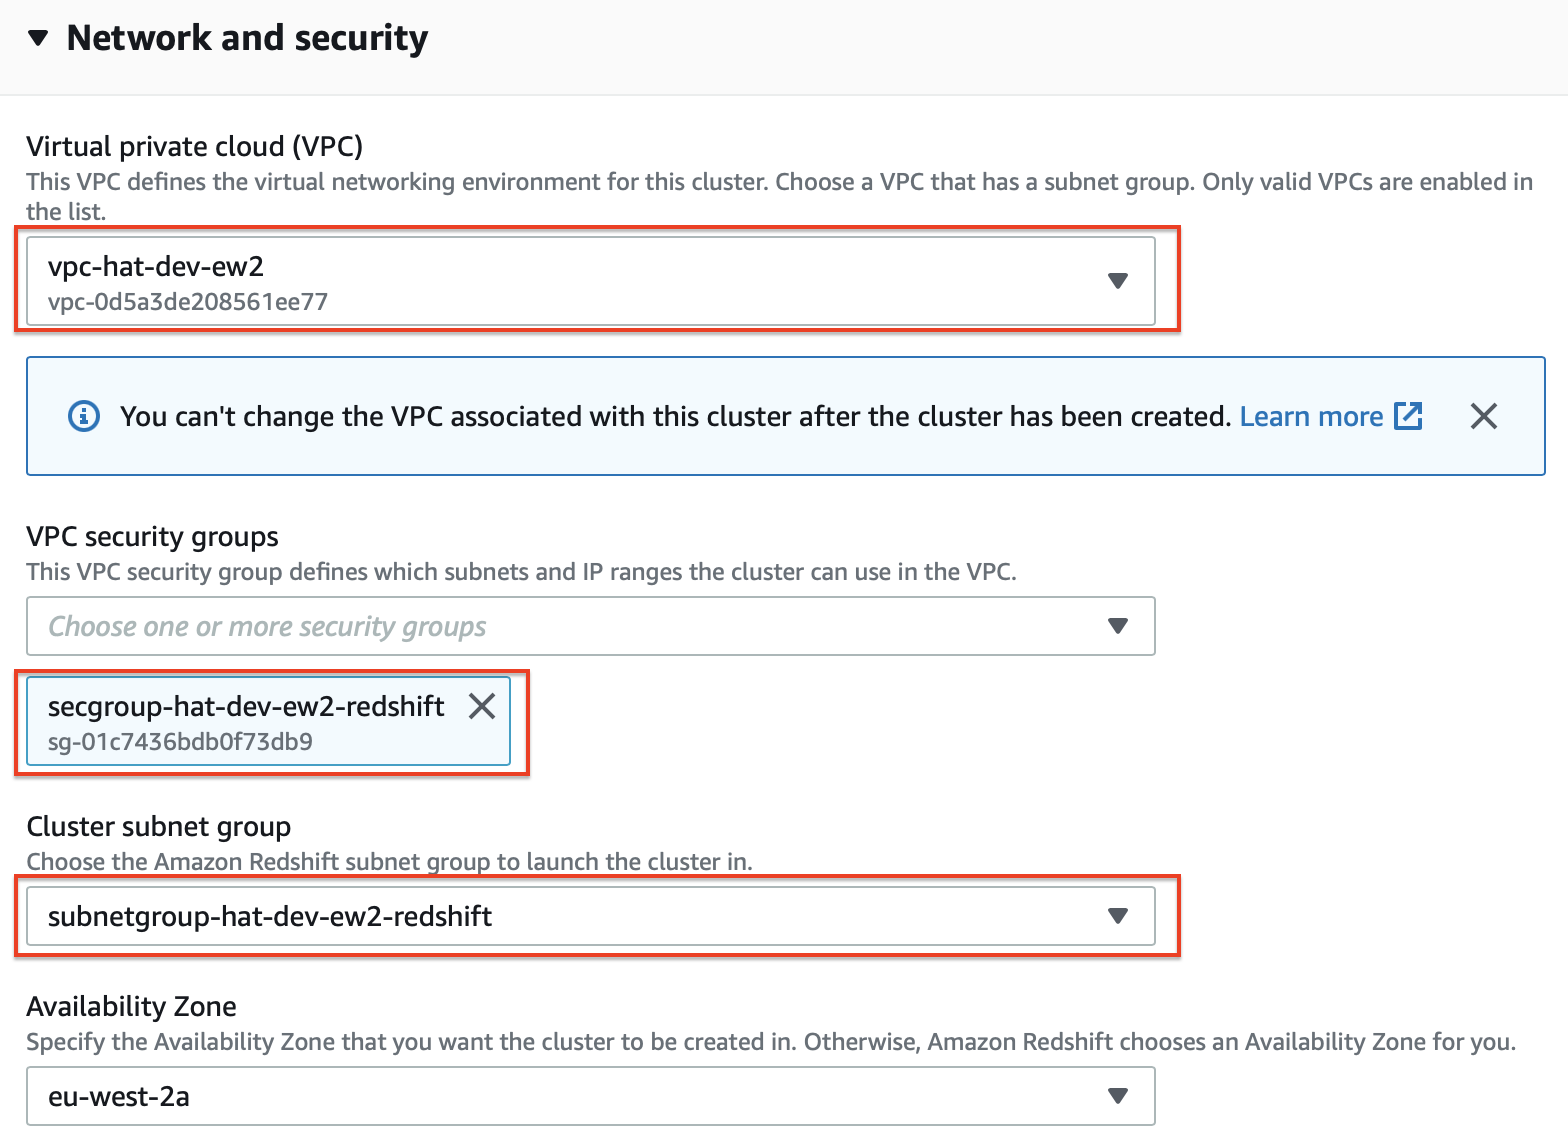 Network and security
Virtual private cloud (VPC)
This VPC defines the virtual networking environment for this cluster. Choose a VPC that has a subnet group. Only valid VPCs are enabled in
the list.
vpc-hat-dev-ew2
vpc-0d5a3de208561ee77
You can't change the VPC associated with this cluster after the cluster has been created. Learn more
VPC security groups
This VPC security group defines which subnets and IP ranges the cluster can use in the VPC.
Choose one or more security groups
secgroup-hat-dev-ew2-redshift
sg-01c7436bdb0f73db9
Cluster subnet group
Choose the Amazon Redshift subnet group to launch the cluster in.
subnetgroup-hat-dev-ew2-redshift
Availability Zone
Specify the Availability Zone that you want the cluster to be created in. Otherwise, Amazon Redshift chooses an Availability Zone for you.
eu-west-2a